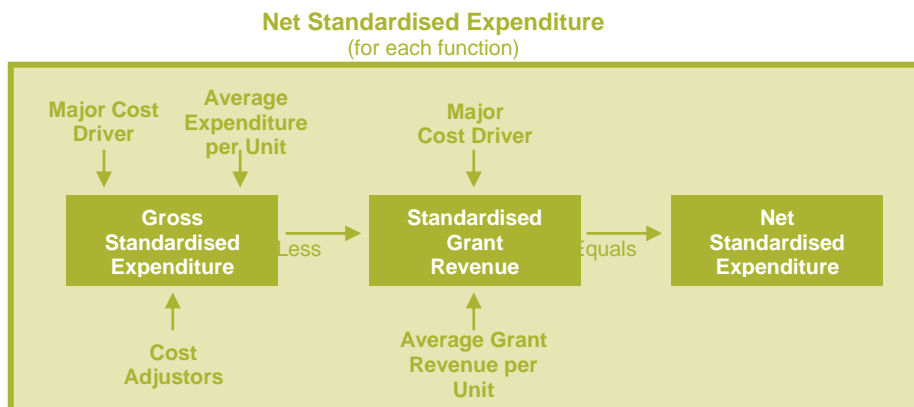 Net Standardised Expenditure
(for each function)
Major Cost
Driver
Average
Expenditure
per Unit
Major
Cost Driver
Gross
Standardised
Expenditure
Less
Standardised
Grant
Revenue
Equals
Net
Standardised
Expenditure
Cost
Adjustors
Average Grant
Revenue per
Unit